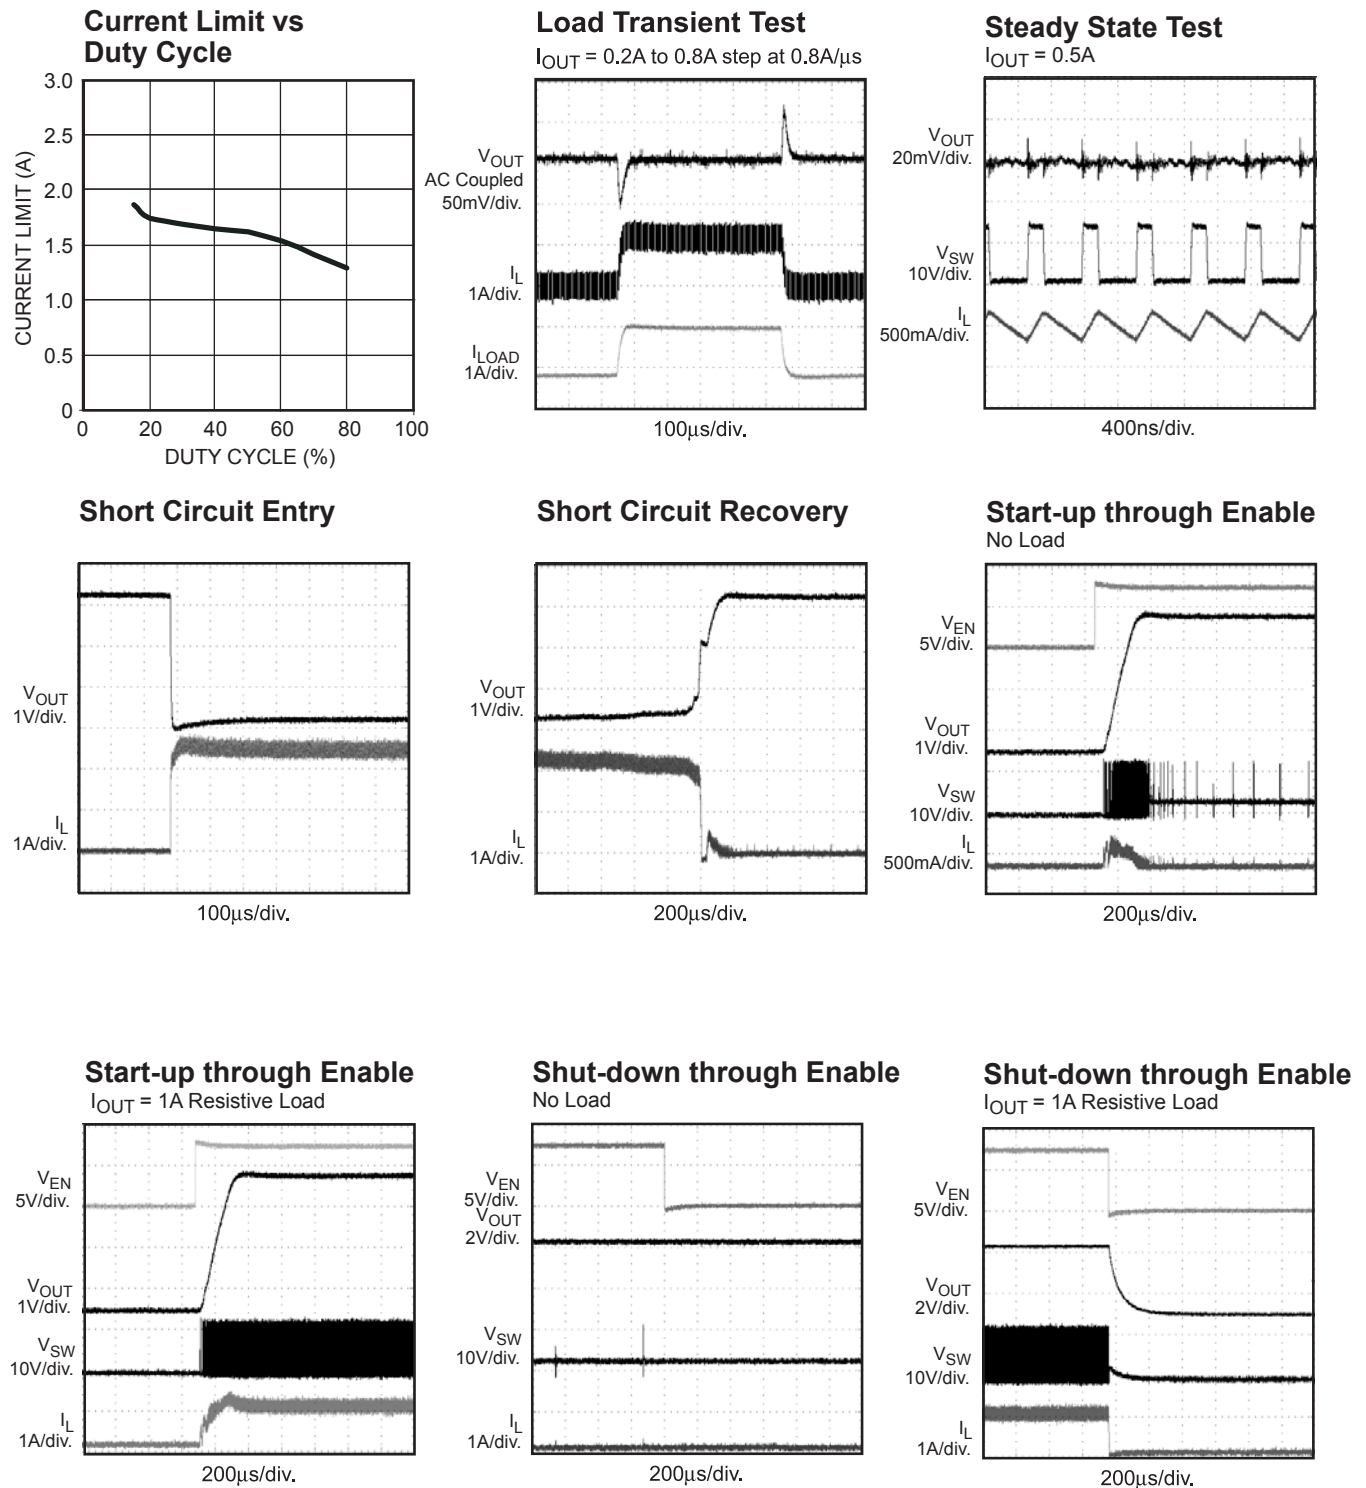 Current Limit vs
Duty Cycle
3.0
2.5
2.0
1.5
1.0
0.5
0
CURRENT LIMIT (A)
0 20 40 60 80 100
DUTY CYCLE (%)
Load Transient Test
IOUT = 0.2A to 0.8A step at 0.8A/µs
VOUT
AC Coupled
50mV/div.
IL
1A/div.
ILOAD
1A/div.
100µs/div.
Steady State Test
IOUT = 0.5A
VOUT
20mV/div.
VSW
10V/div.
IL
500mA/div.
400ns/div.
Short Circuit Entry
VOUT
1V/div.
IL
1A/div.
100µs/div.
Short Circuit Recovery
VOUT
1V/div.
IL
1A/div.
200µs/div.
Start-up through Enable
No Load
VEN
5V/div.
VOUT
1V/div.
VSW
10V/div.
IL
500mA/div.
200µs/div.
Start-up through Enable
IOUT = 1A Resistive Load
VEN
5V/div.
VOUT
1V/div.
VSW
10V/div.
IL
1A/div.
200µs/div.
Shut-down through Enable
No Load
VEN
5V/div.
VOUT
2V/div.
VSW
10V/div.
IL
1A/div.
200µs/div.
Shut-down through Enable
IOUT = 1A Resistive Load
VEN
5V/div.
VOUT
2V/div.
VSW
10V/div.
IL
1A/div.
200µs/div.